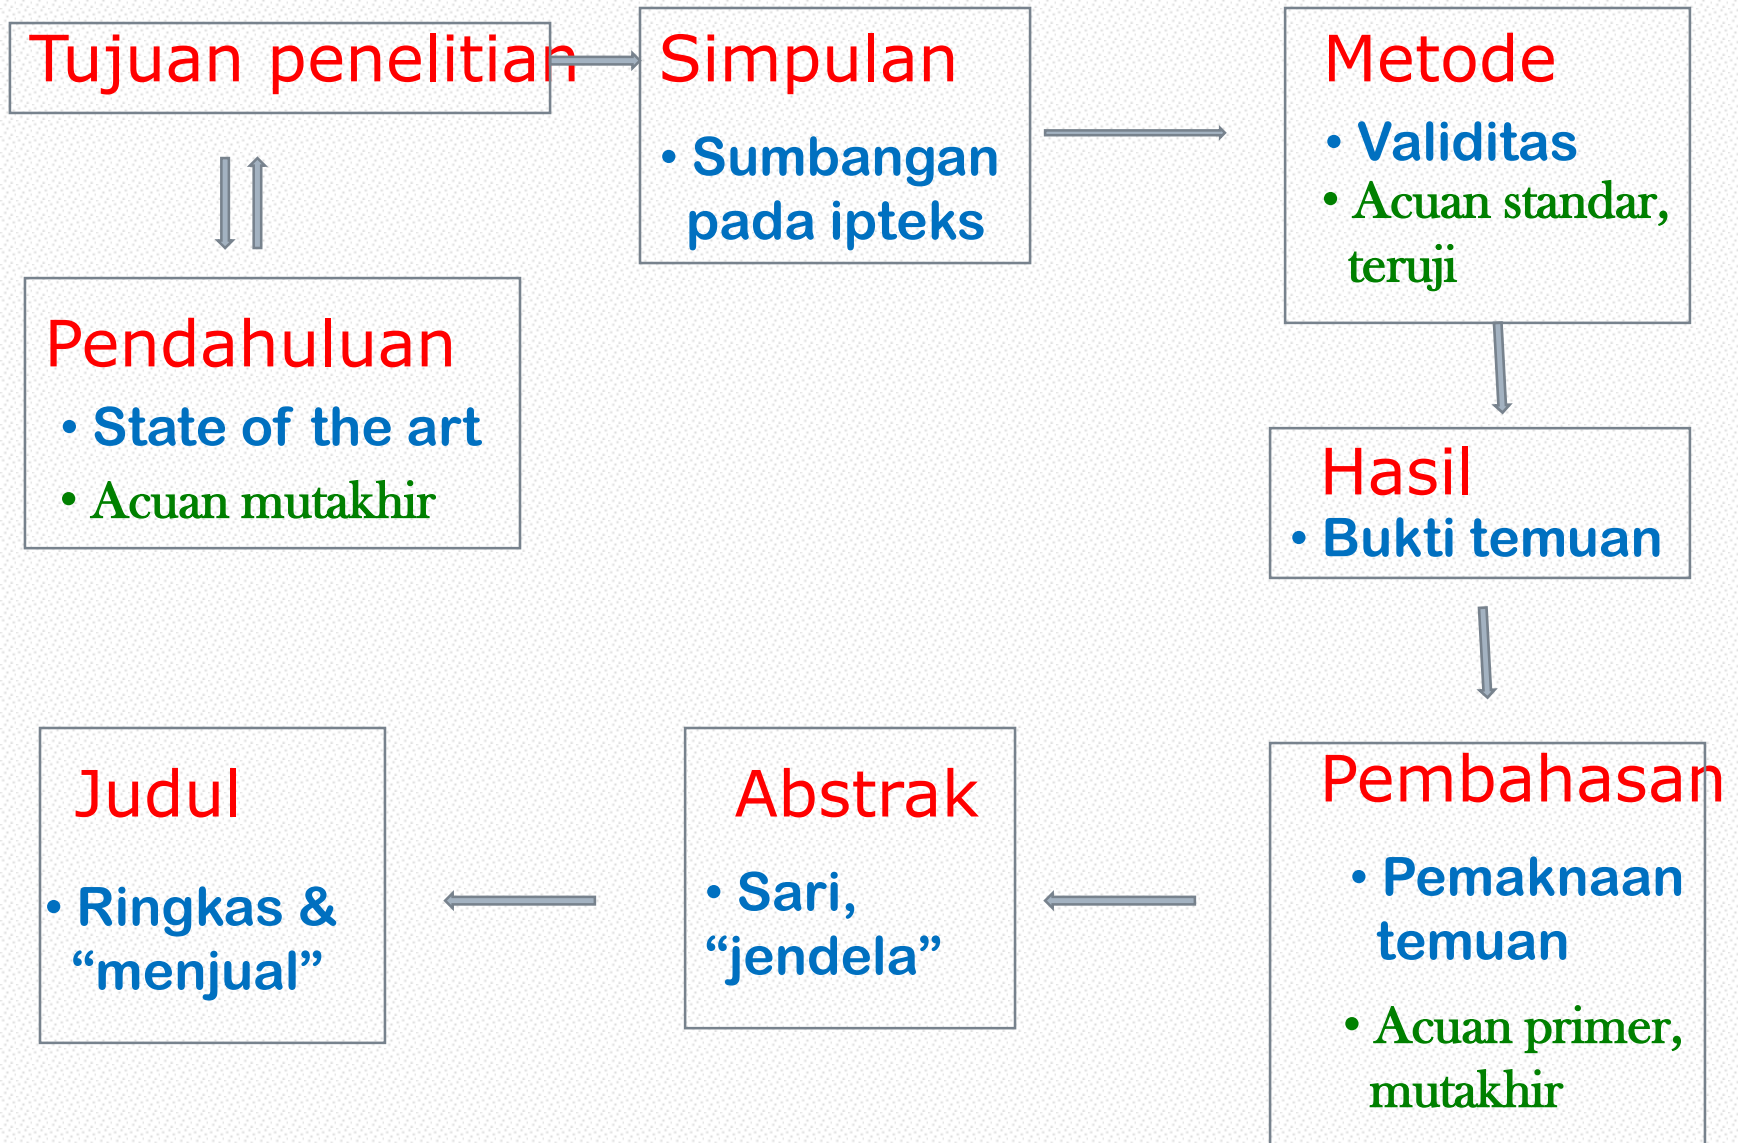 Tujuan penelitian
Simpulan
• Sumbangan
pada ipteks
Metode
• Validitas
• Acuan standar,
teruji
Pendahuluan
• State of the art
• Acuan mutakhir
Hasil
• Bukti temuan
Judul
• Ringkas &
“menjual”
Abstrak
• Sari,
“jendela”
Pembahasan
• Pemaknaan
temuan
• Acuan primer,
mutakhir